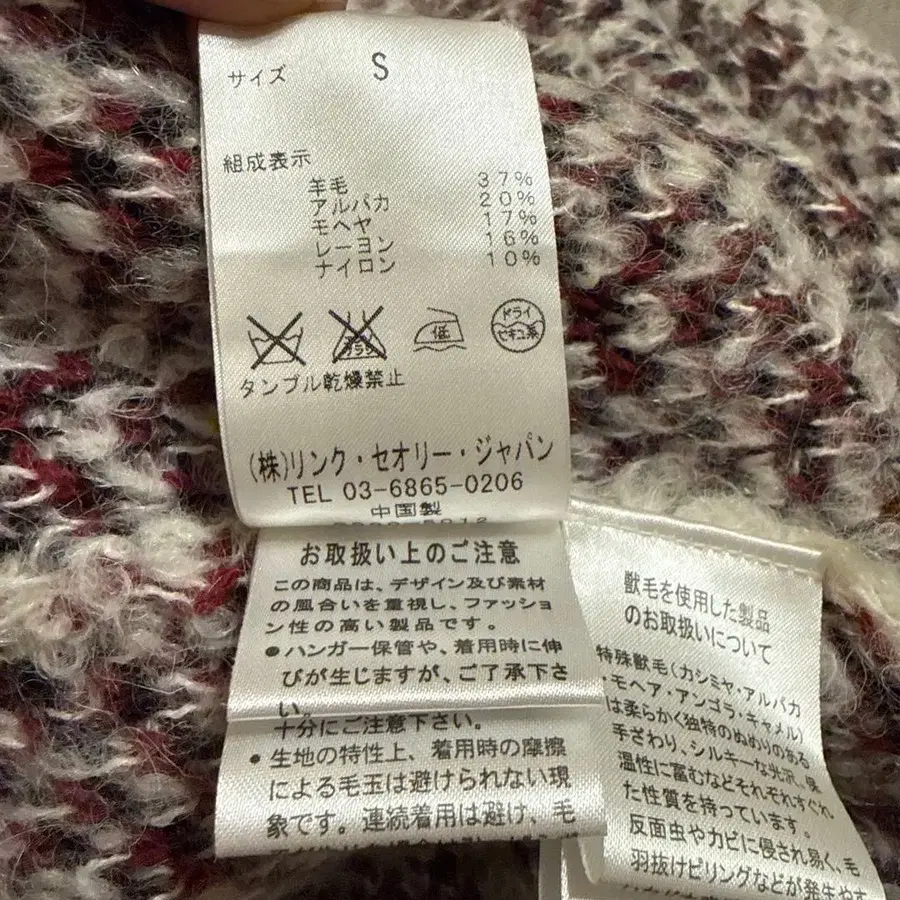 サイズ S
組成表示
羊毛 37%
アルパカ 20%
モヘヤ 17%
レーヨン 16%
ナイロン 10%
エンソサラシ
低
ドライ
セキユ系
タンブル乾燥禁止
(株)リンク・セオリー・ジャパン
TEL 03-6865-0206
中国製
お取扱い上のご注意
この商品は、デザイン及び素材
の風合いを重視し、ファッショ
ン性の高い製品です。
●ハンガー保管や、着用時に伸
びが生じますが、ご了承下さ
い。
十分にご注意下さい。
●生地の特性上、着用時の摩擦
による毛玉は避けられない現
象です。連続着用は避け、毛
獣毛を使用した製品
のお取扱いについて
特殊獣毛(カシミヤ・アルパカ
・モヘア・アンゴラ・キャメル)
は柔らかく独特のぬめりのある
手ざわり、シルキーな光沢、保
温性に富むなどそれぞれすぐれ
た性質を持っています。
反面虫やカビに侵され易く、毛
羽抜けピリングなどが発生やす